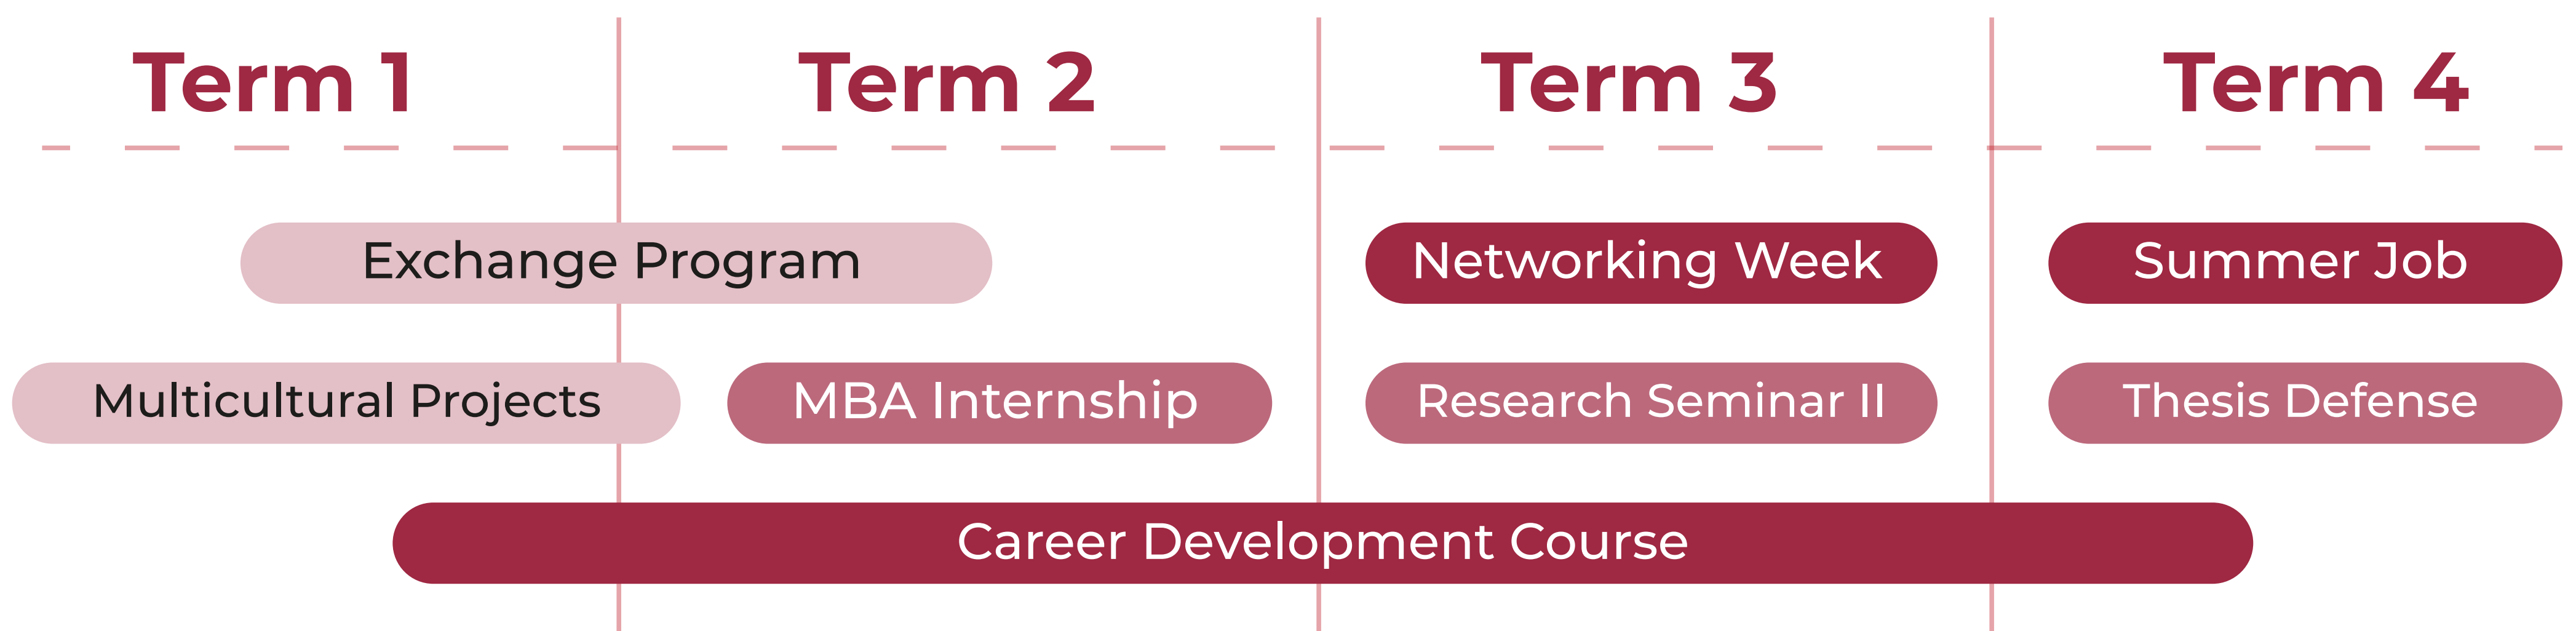 Term 1
Term 2
Term 3
Term 4
Exchange Program
Networking Week
Summer Job
Multicultural Projects
MBA Internship
Research Seminar II
Thesis Defense
Career Development Course